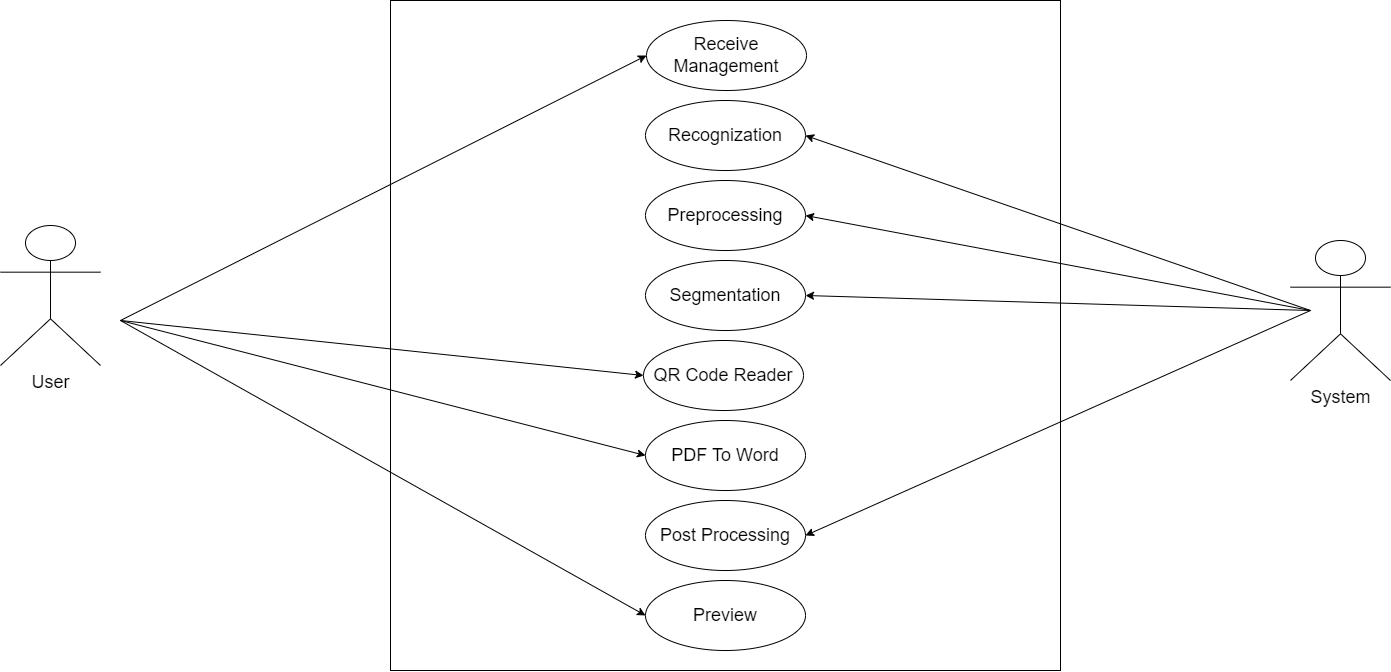 Receive
Management
Recognization
Preprocessing
Segmentation
QR Code Reader
PDF To Word
Post Processing
Preview
User
System